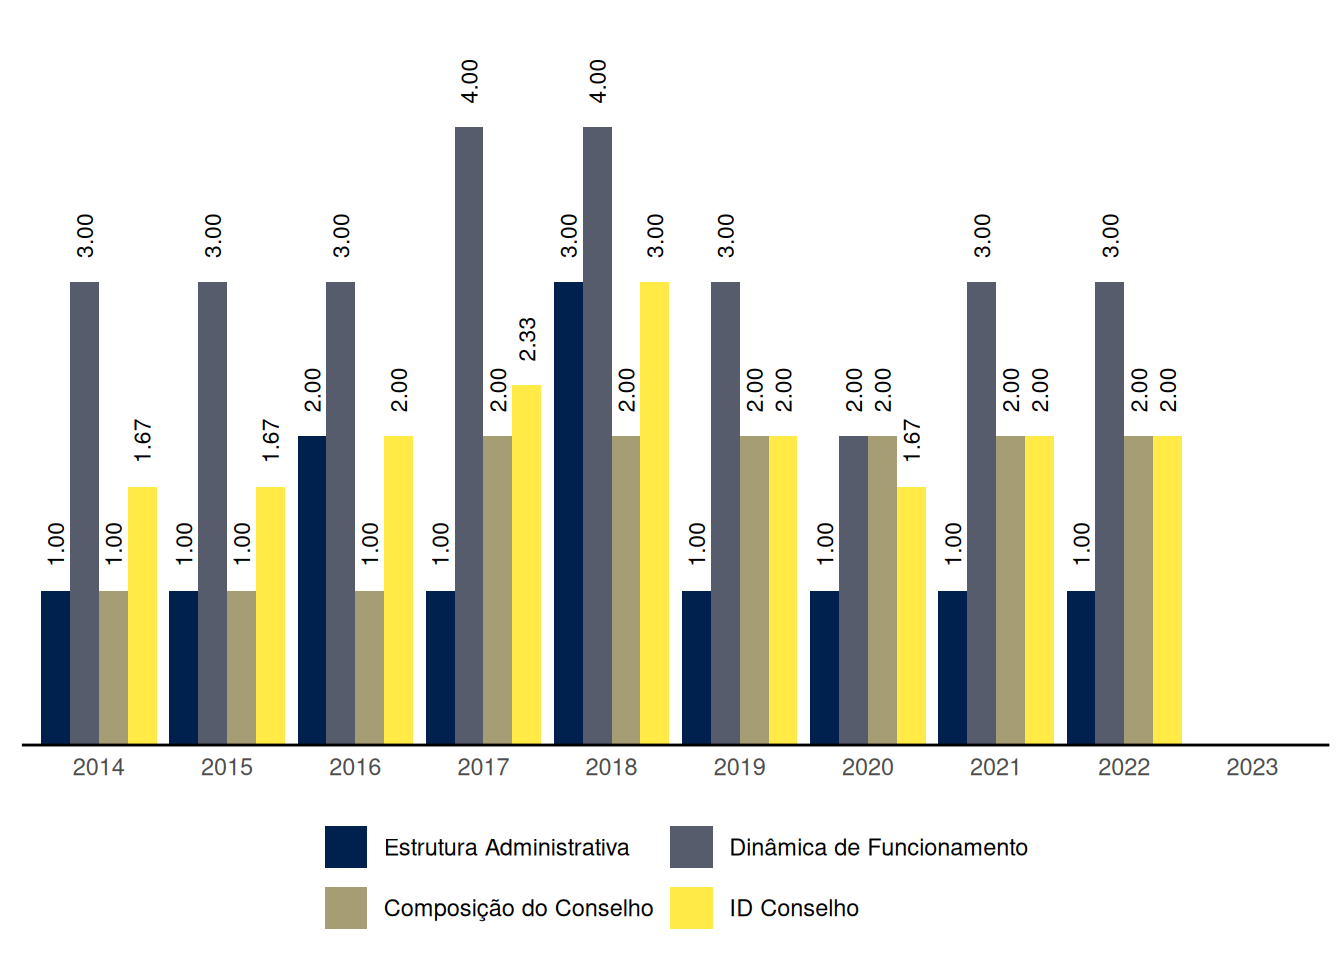 4.00 4.00
3.00 3.00 3.00 3.00 3.00 3.00 3.00 3.00
2.33
2.00 2.00 2.00 2.00 2.00 2.00 2.00 2.00 2.00 2.00 2.00 2.00
1.67 1.67 1.67
1.00 1.00 1.00 1.00 1.00 1.00 1.00 1.00 1.00 1.00
2014 2015 2016 2017 2018 2019 2020 2021 2022 2023
Estrutura Administrativa Dinâmica de Funcionamento
Composição do Conselho ID Conselho